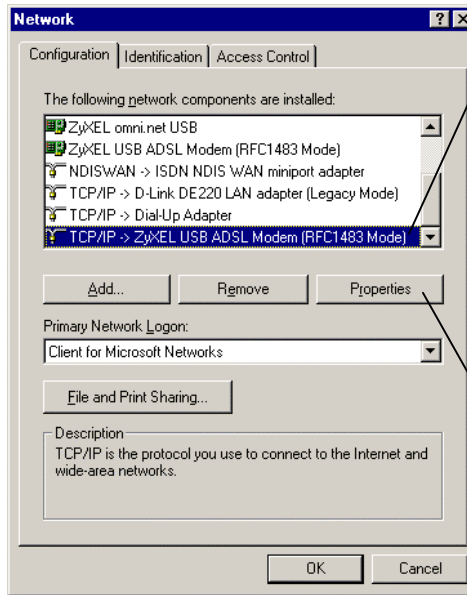 Network
Configuration Identification Access Control
The following network components are installed:
ZyXEL omni.net USB
ZyXEL USB ADSL Modem (RFC1483 Mode)
NDISWAN -> ISDN NDIS WAN miniport adapter
TCP/IP -> D-Link DE220 LAN adapter (Legacy Mode)
TCP/IP -> Dial-Up Adapter
TCP/IP -> ZyXEL USB ADSL Modem (RFC1483 Mode)
Add... Remove Properties
Primary Network Logon:
Client for Microsoft Networks
File and Print Sharing...
Description
TCP/IP is the protocol you use to connect to the Internet and
wide-area networks.
OK Cancel